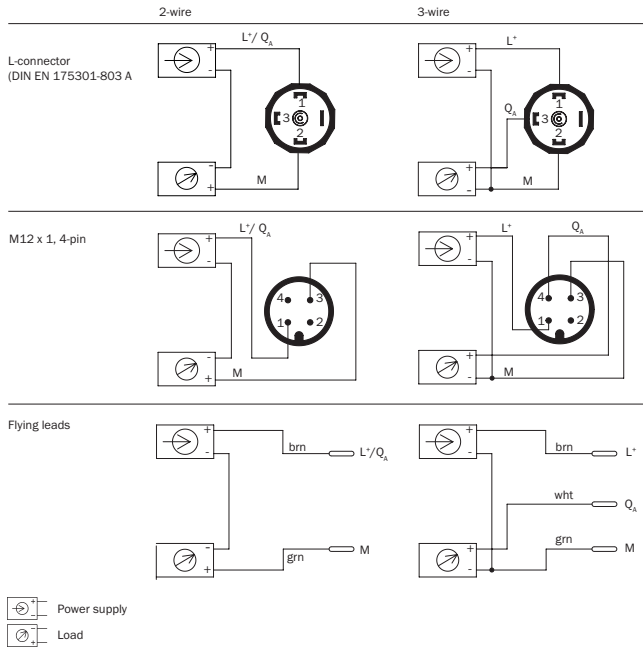 2-wire 3-wire
L-connector
(DIN EN 175301-803 A
+ L⁺/ Q_A + L⁺
- -
1 1
3 Q_A 3
2 2
- +
+ M - M
M12 x 1, 4-pin
+ L⁺/ Q_A + L⁺ Q_A
- -
4 3 4 3
1 2 1 2
- +
+ M - M
Flying leads
+ brn L⁺/Q_A + brn L⁺
- -
wht Q_A
- +
+ grn M - grn M
+
- Power supply
-
+ Load